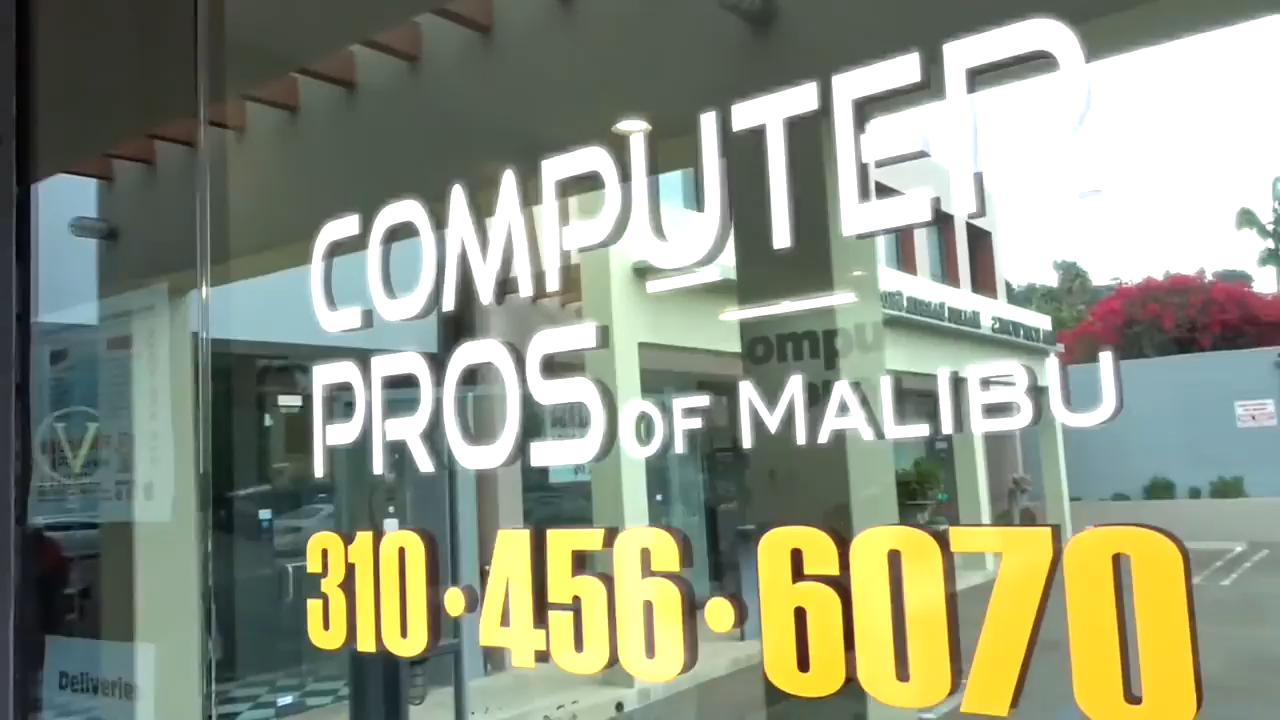 COMPUTER
PROS OF MALIBU
310·456·6070
V
Deliveries